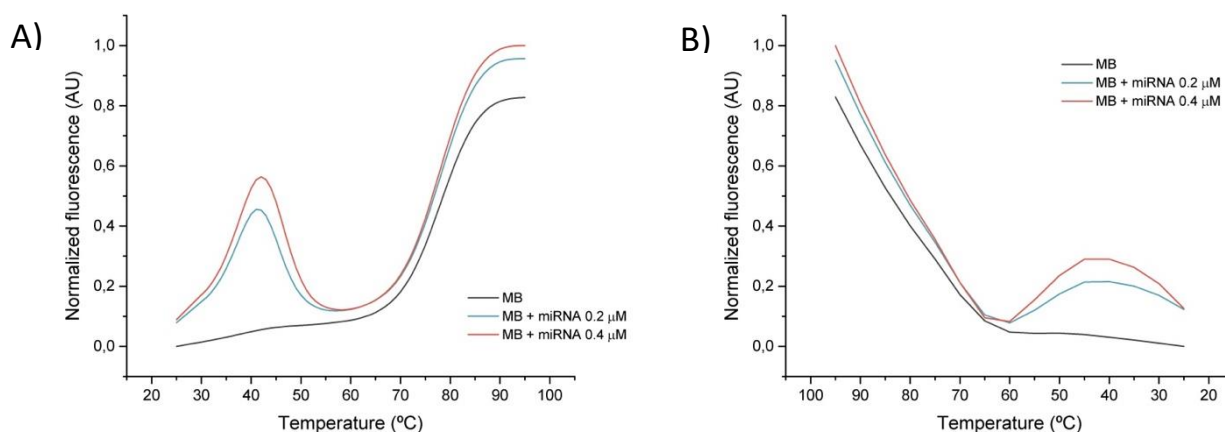 A)
Normalized fluorescence (AU)
1,0
0,8
0,6
0,4
0,2
0,0
MB
MB + miRNA 0.2 μM
MB + miRNA 0.4 μM
20 30 40 50 60 70 80 90 100
Temperature (ºC)
B)
Normalized fluorescence (AU)
1,0
0,8
0,6
0,4
0,2
0,0
MB
MB + miRNA 0.2 μM
MB + miRNA 0.4 μM
100 90 80 70 60 50 40 30 20
Temperature (ºC)